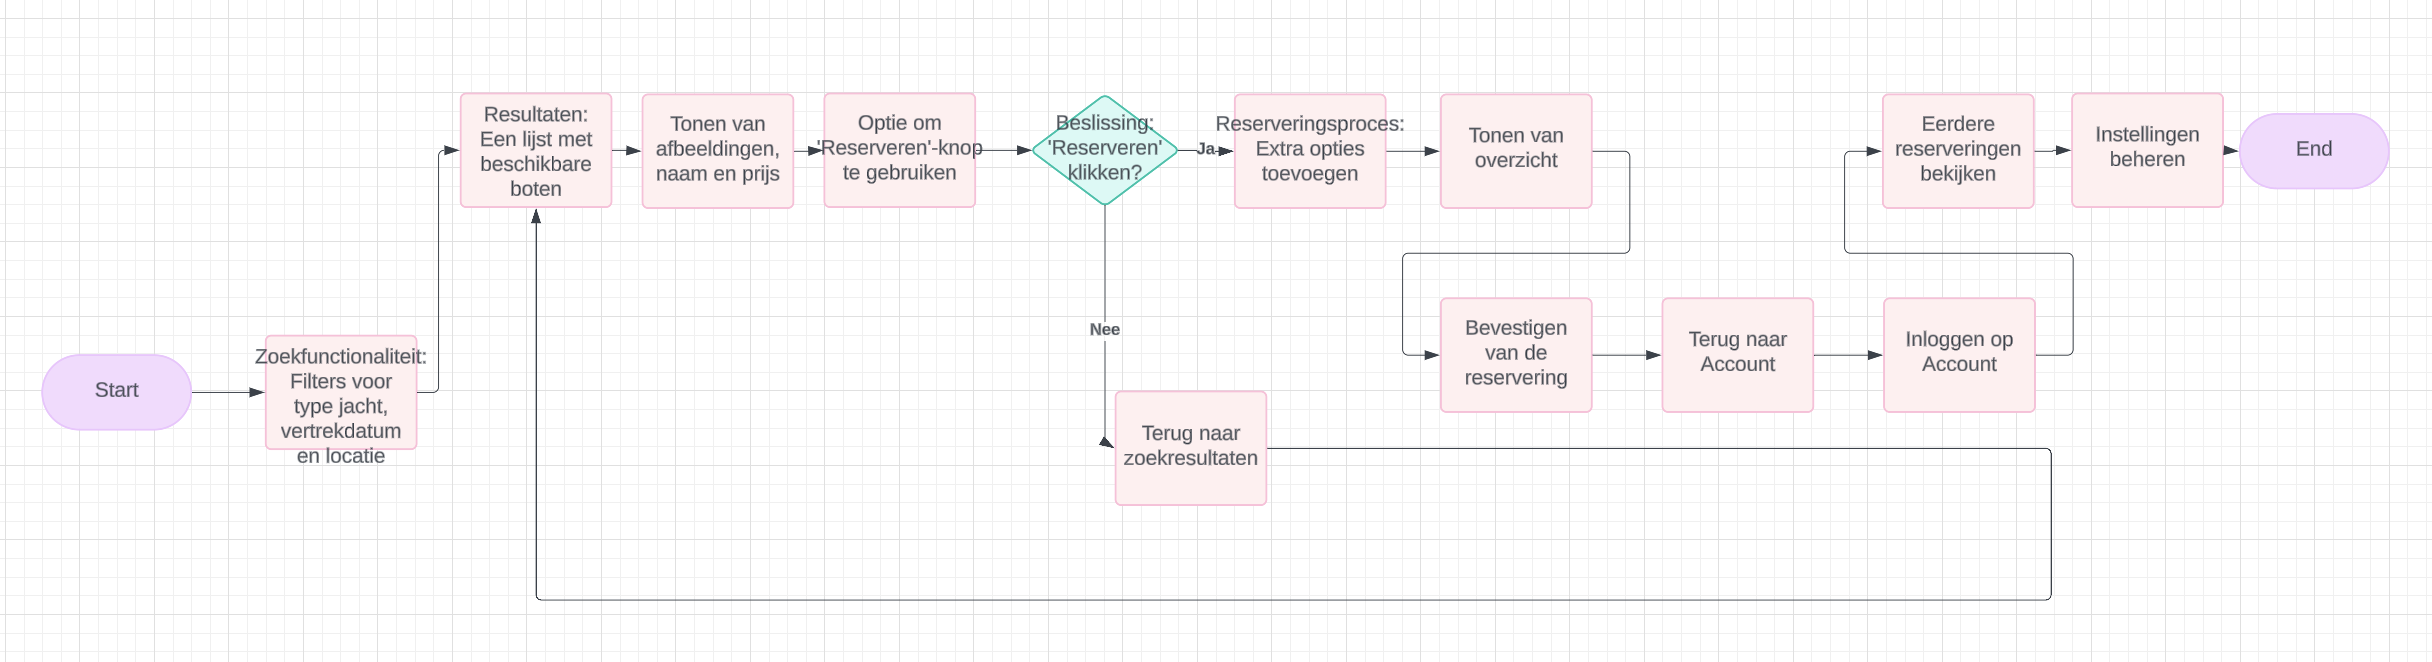 Start
Zoekfunctionaliteit:
Filters voor
type jacht,
vertrekdatum
en locatie
Resultaten:
Een lijst met
beschikbare
boten
Tonen van
afbeeldingen,
naam en prijs
Optie om
'Reserveren'-knop
te gebruiken
Beslissing:
'Reserveren'
klikken?
Ja
Reserveringsproces:
Extra opties
toevoegen
Tonen van
overzicht
Nee
Terug naar
zoekresultaten
Bevestigen
van de
reservering
Terug naar
Account
Inloggen op
Account
Eerdere
reserveringen
bekijken
Instellingen
beheren
End